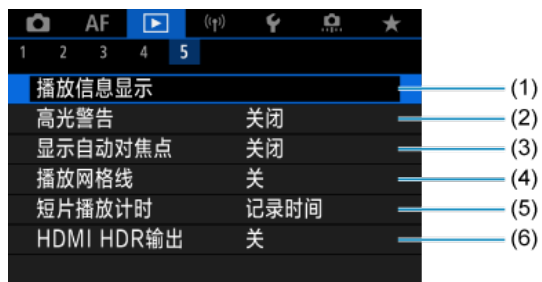 AF
1 2 3 4 5
播放信息显示 (1)
高光警告 关闭 (2)
显示自动对焦点 关闭 (3)
播放网格线 关 (4)
短片播放计时 记录时间 (5)
HDMI HDR输出 关 (6)